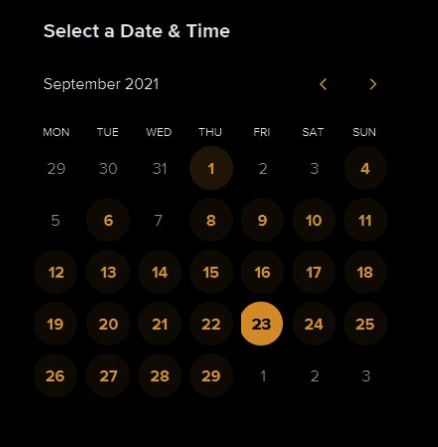 Select a Date & Time
September 2021
MON TUE WED THU FRI SAT SUN
29 30 31 1 2 3 4
5 6 7 8 9 10 11
12 13 14 15 16 17 18
19 20 21 22 23 24 25
26 27 28 29 1 2 3